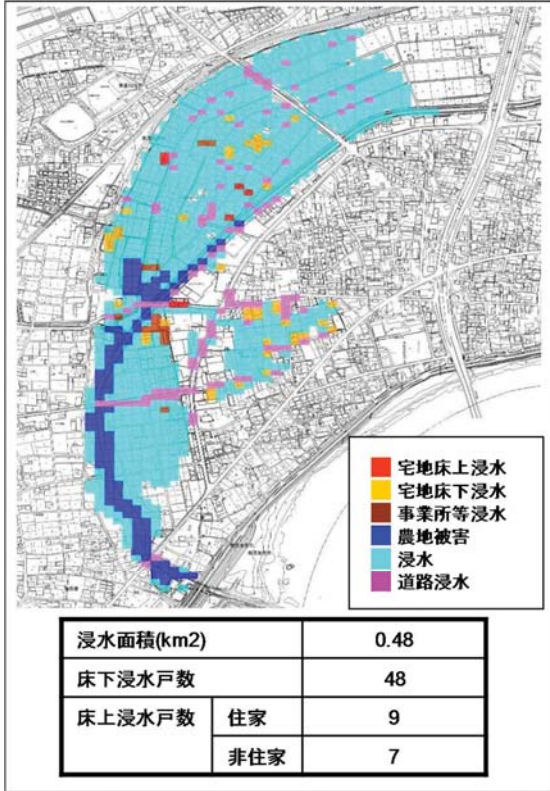 宅地床上浸水
宅地床下浸水
事業所等浸水
農地被害
浸水
道路浸水
浸水面積(km2) 0.48
床下浸水戸数 48
床上浸水戸数 住家 9
非住家 7